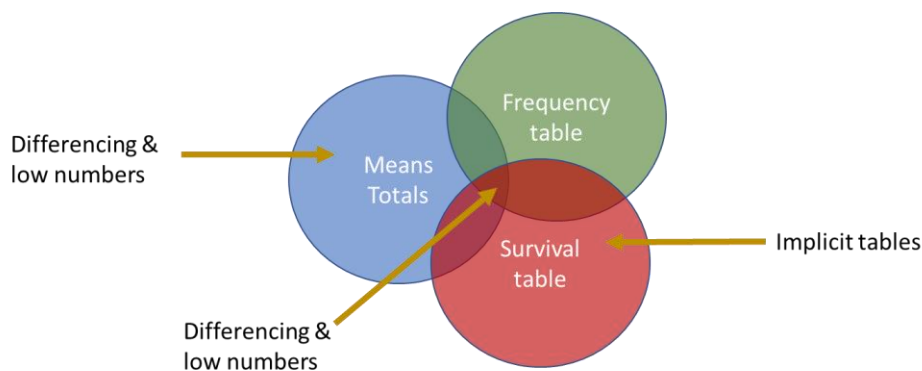 Frequency
table
Differencing &
low numbers
Means
Totals
Survival
table
Implicit tables
Differencing &
low numbers